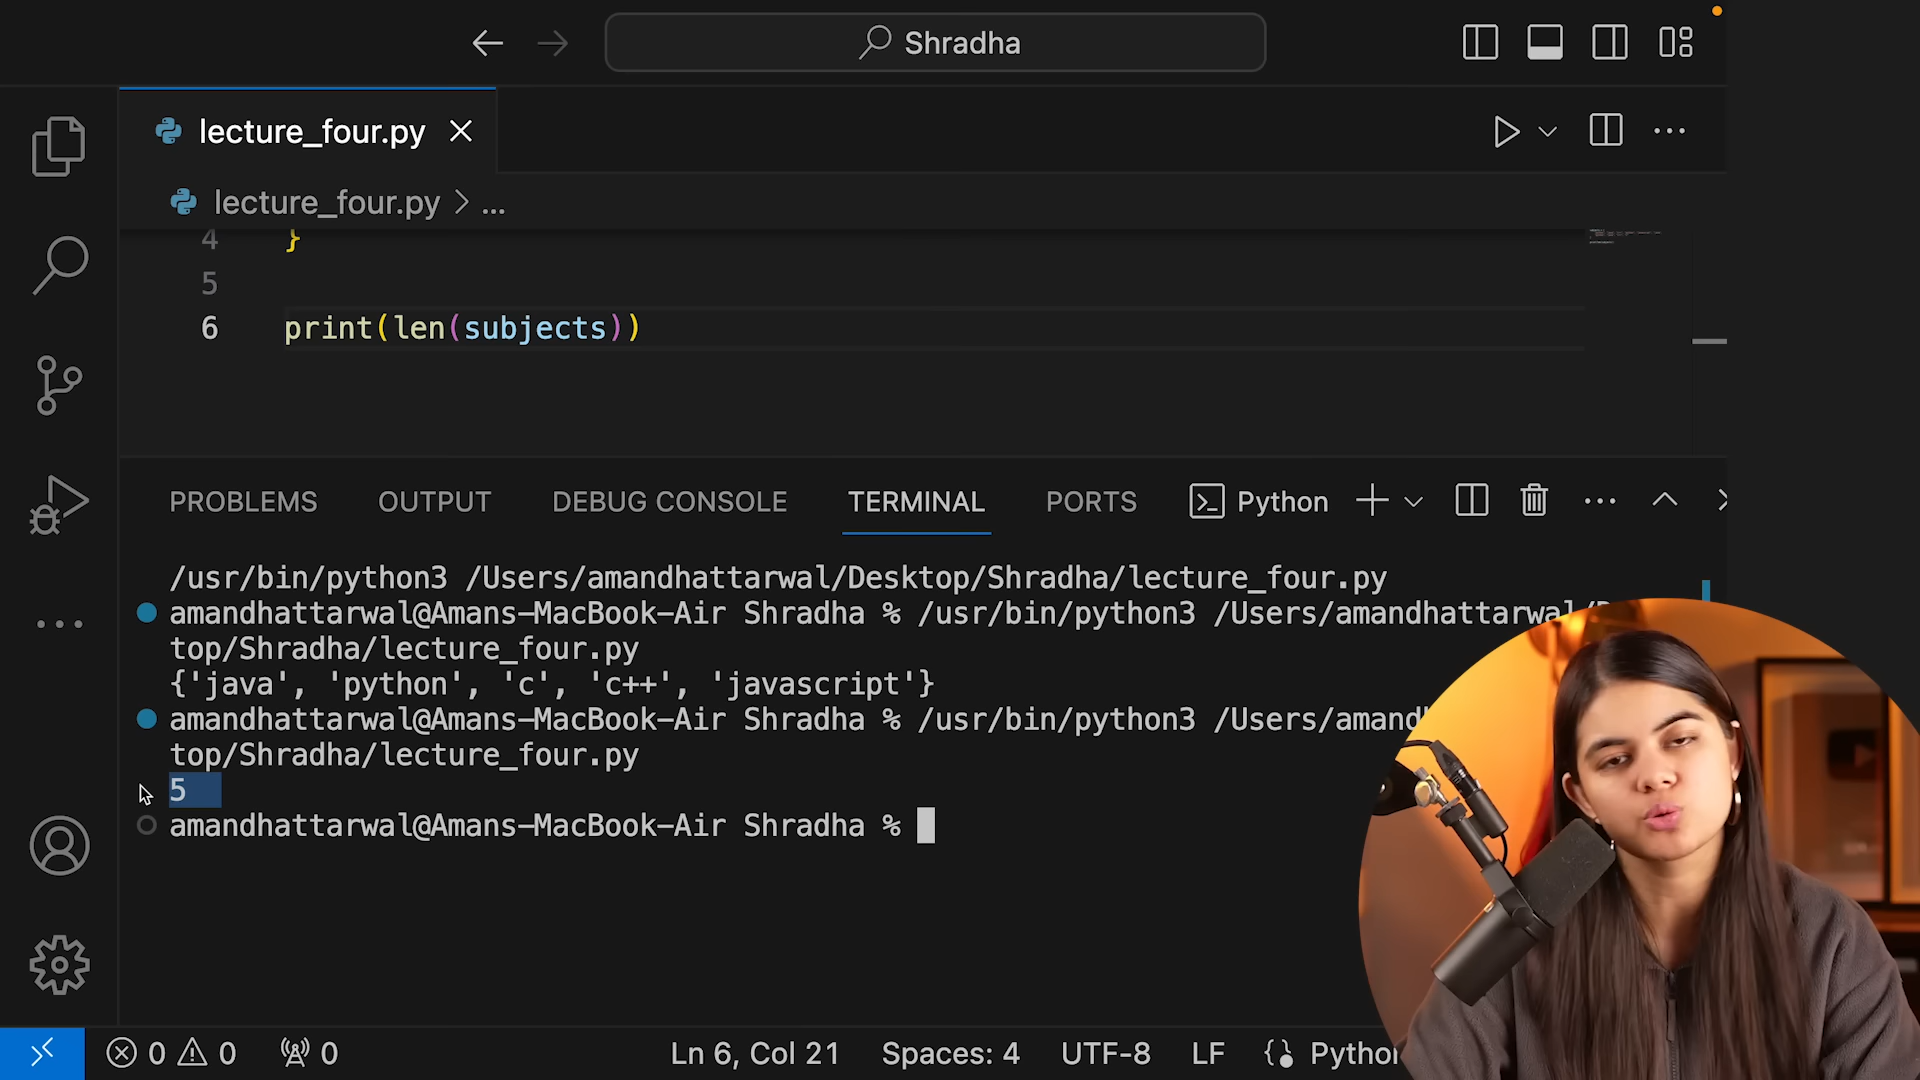 Shradha
lecture_four.py
lecture_four.py > ...
4 }
5
6 print(len(subjects))
PROBLEMS OUTPUT DEBUG CONSOLE TERMINAL PORTS Python
/usr/bin/python3 /Users/amandhattarwal/Desktop/Shradha/lecture_four.py
amandhattarwal@Amans-MacBook-Air Shradha % /usr/bin/python3 /Users/amandhattarwal/
top/Shradha/lecture_four.py
{'java', 'python', 'c', 'c++', 'javascript'}
amandhattarwal@Amans-MacBook-Air Shradha % /usr/bin/python3 /Users/amand
top/Shradha/lecture_four.py
5
amandhattarwal@Amans-MacBook-Air Shradha %
0 0 0 Ln 6, Col 21 Spaces: 4 UTF-8 LF Pytho